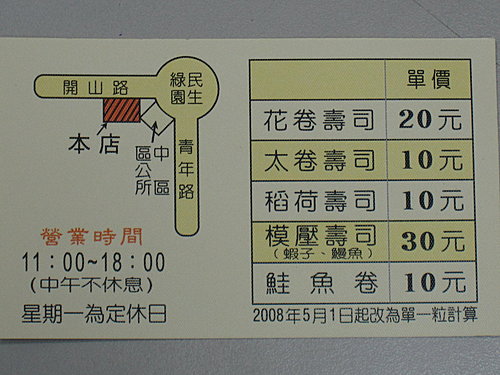 開山路
民生
綠園
本店
中區
區公所
青年路
營業時間
11:00~18:00
(中午不休息)
星期一為定休日
單價
花卷壽司 20元
太卷壽司 10元
稻荷壽司 10元
模壓壽司 30元
(蝦子、鰻魚)
鮭魚卷 10元
2008年5月1日起改為單一粒計算